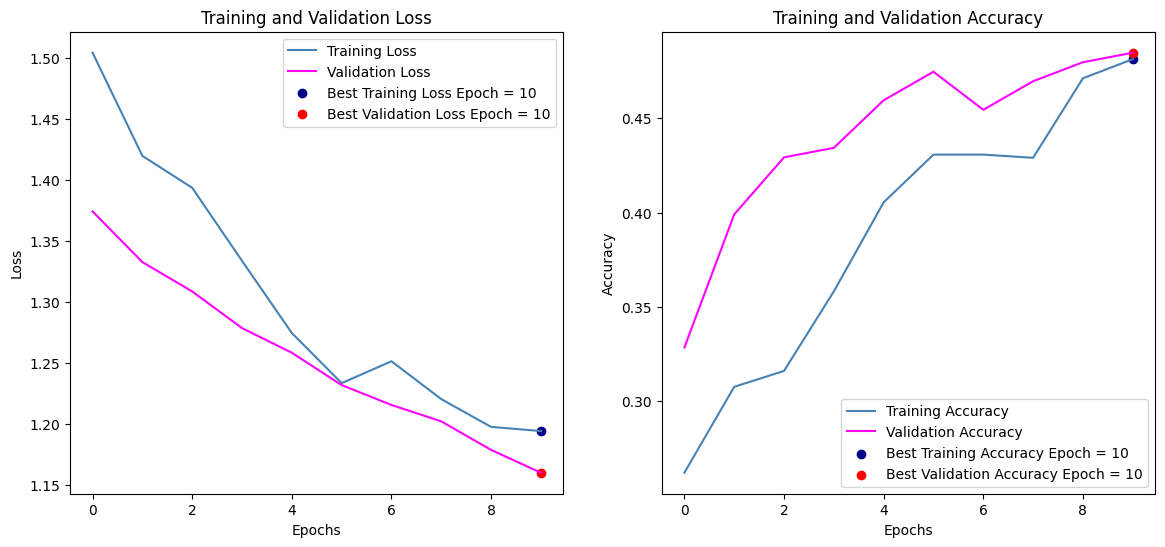 Training and Validation Loss
Training Loss
Validation Loss
Best Training Loss Epoch = 10
Best Validation Loss Epoch = 10
1.50
1.45
1.40
1.35
1.30
1.25
1.20
1.15
Loss
0 2 4 6 8
Epochs
Training and Validation Accuracy
0.45
0.40
0.35
0.30
Accuracy
Training Accuracy
Validation Accuracy
Best Training Accuracy Epoch = 10
Best Validation Accuracy Epoch = 10
0 2 4 6 8
Epochs